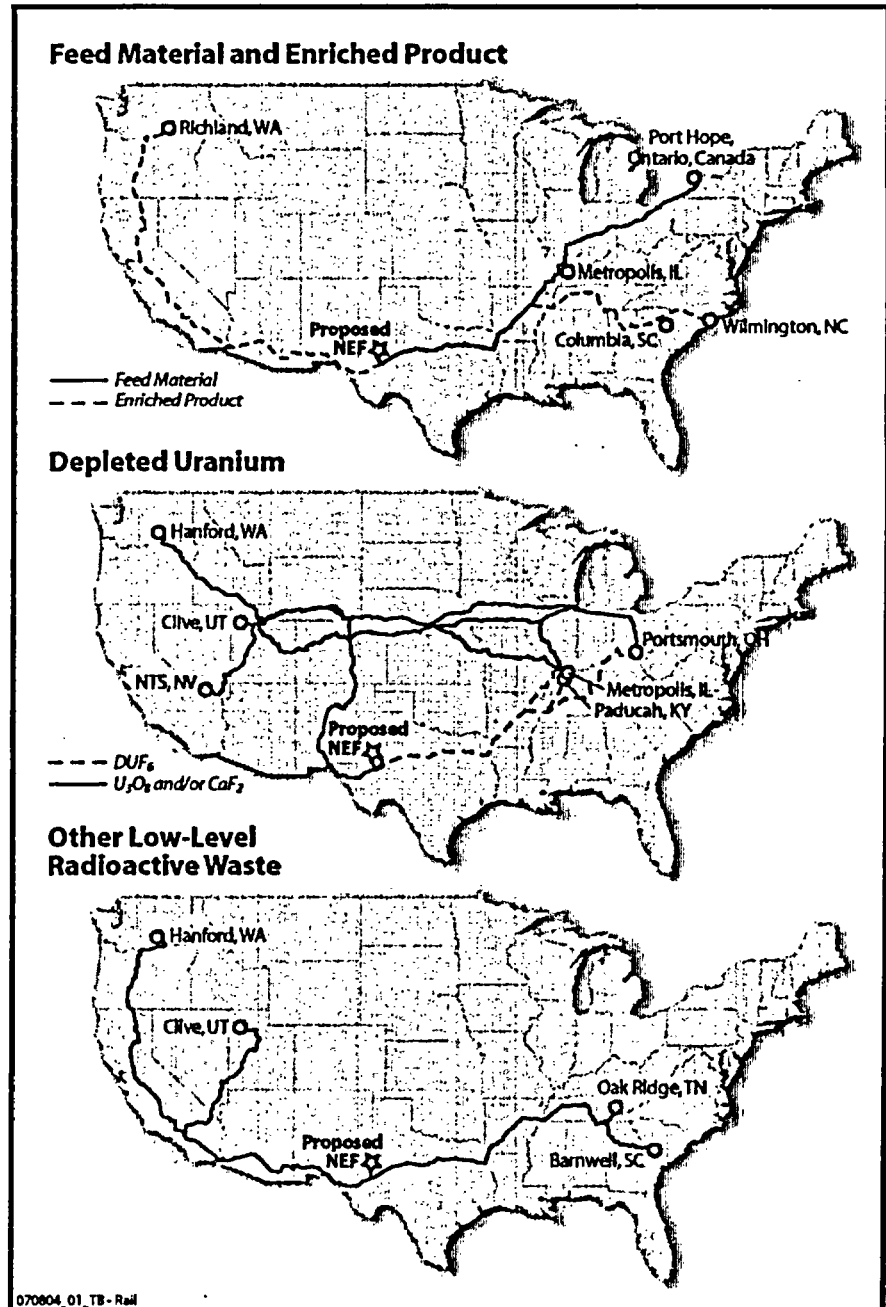 Feed Material and Enriched Product
Richland, WA
Port Hope,
Ontario, Canada
Metropolis, IL
Proposed
NEF
Columbia, SC
Wilmington, NC
Feed Material
Enriched Product
Depleted Uranium
Hanford, WA
Clive, UT
Portsmouth, OH
NTS, NV
Metropolis, IL
Paducah, KY
Proposed
NEF
DUF₆
U₃O₈ and/or CaF₂
Other Low-Level
Radioactive Waste
Hanford, WA
Clive, UT
Oak Ridge, TN
Proposed
NEF
Barnwell, SC
070804_01_TB - Rail